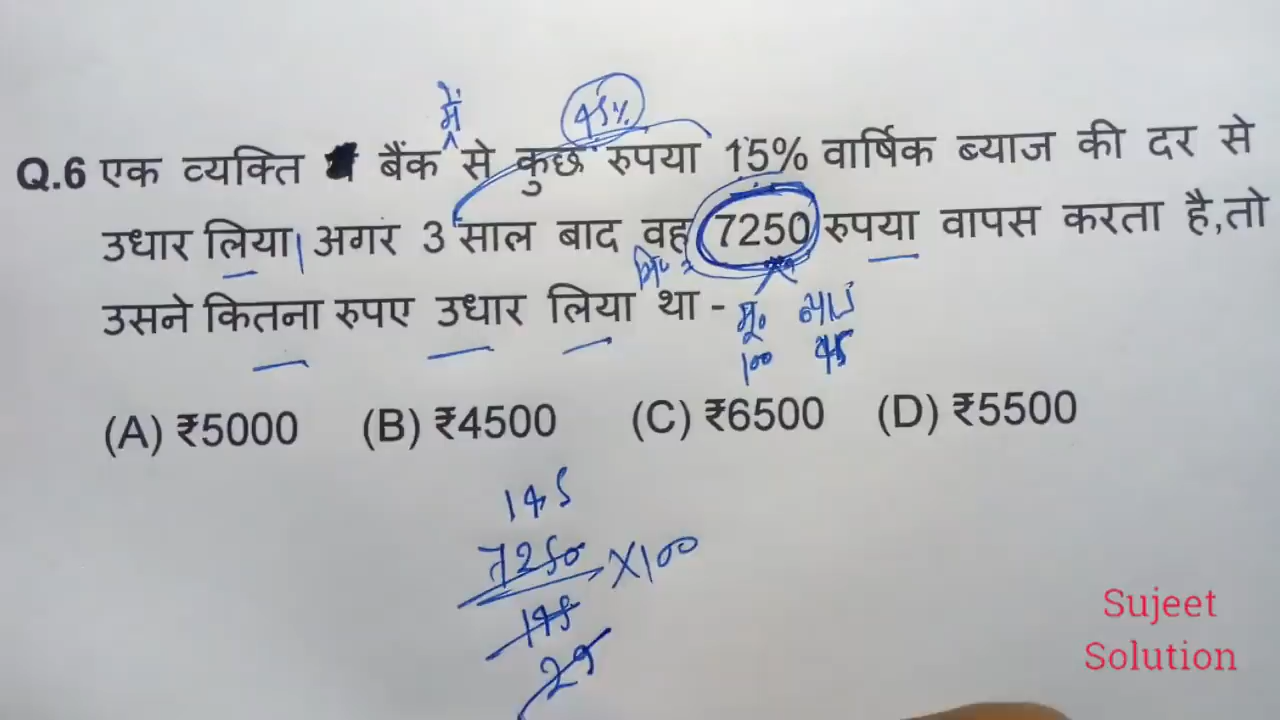 में 45%
Q.6 एक व्यक्ति बैंक से कुछ रुपया 15% वार्षिक ब्याज की दर से
उधार लिया। अगर 3 साल बाद वह 7250 रुपया वापस करता है,तो
उसने कितना रुपए उधार लिया था -
मू०
100 45
(A) ₹5000 (B) ₹4500 (C) ₹6500 (D) ₹5500
145
7250 ×100
145
29
Sujeet
Solution